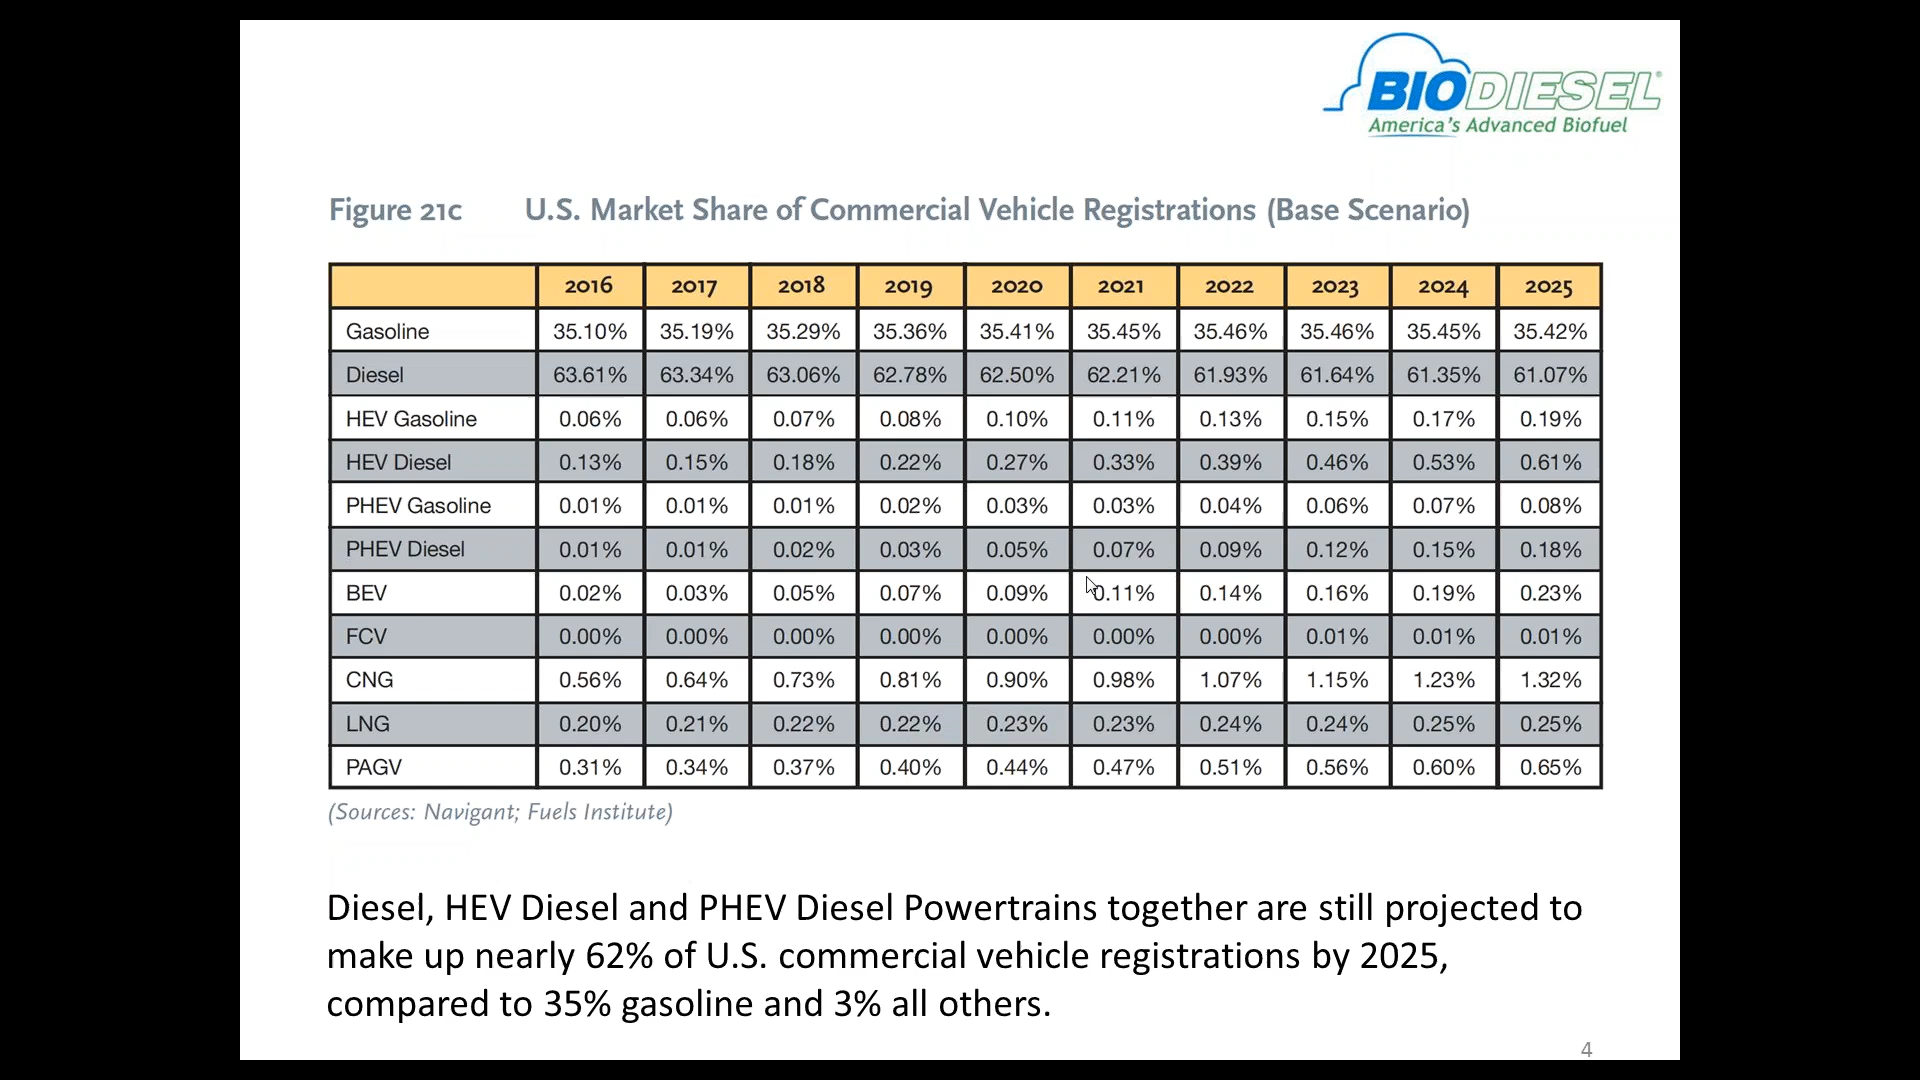 BIODIESEL®
America's Advanced Biofuel
Figure 21c U.S. Market Share of Commercial Vehicle Registrations (Base Scenario)
2016 2017 2018 2019 2020 2021 2022 2023 2024 2025
Gasoline 35.10% 35.19% 35.29% 35.36% 35.41% 35.45% 35.46% 35.46% 35.45% 35.42%
Diesel 63.61% 63.34% 63.06% 62.78% 62.50% 62.21% 61.93% 61.64% 61.35% 61.07%
HEV Gasoline 0.06% 0.06% 0.07% 0.08% 0.10% 0.11% 0.13% 0.15% 0.17% 0.19%
HEV Diesel 0.13% 0.15% 0.18% 0.22% 0.27% 0.33% 0.39% 0.46% 0.53% 0.61%
PHEV Gasoline 0.01% 0.01% 0.01% 0.02% 0.03% 0.03% 0.04% 0.06% 0.07% 0.08%
PHEV Diesel 0.01% 0.01% 0.02% 0.03% 0.05% 0.07% 0.09% 0.12% 0.15% 0.18%
BEV 0.02% 0.03% 0.05% 0.07% 0.09% 0.11% 0.14% 0.16% 0.19% 0.23%
FCV 0.00% 0.00% 0.00% 0.00% 0.00% 0.00% 0.00% 0.01% 0.01% 0.01%
CNG 0.56% 0.64% 0.73% 0.81% 0.90% 0.98% 1.07% 1.15% 1.23% 1.32%
LNG 0.20% 0.21% 0.22% 0.22% 0.23% 0.23% 0.24% 0.24% 0.25% 0.25%
PAGV 0.31% 0.34% 0.37% 0.40% 0.44% 0.47% 0.51% 0.56% 0.60% 0.65%
(Sources: Navigant; Fuels Institute)
Diesel, HEV Diesel and PHEV Diesel Powertrains together are still projected to
make up nearly 62% of U.S. commercial vehicle registrations by 2025,
compared to 35% gasoline and 3% all others.
4